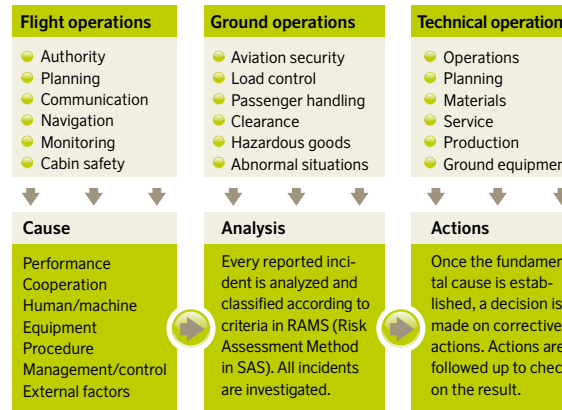 Flight operations
Authority
Planning
Communication
Navigation
Monitoring
Cabin safety
Ground operations
Aviation security
Load control
Passenger handling
Clearance
Hazardous goods
Abnormal situations
Technical operation
Operations
Planning
Materials
Service
Production
Ground equipmen
Cause
Performance
Cooperation
Human/machine
Equipment
Procedure
Management/control
External factors
Analysis
Every reported inci-
dent is analyzed and
classified according to
criteria in RAMS (Risk
Assessment Method
in SAS). All incidents
are investigated.
Actions
Once the fundamen
tal cause is estab-
lished, a decision is
made on corrective
actions. Actions are
followed up to chec
on the result.